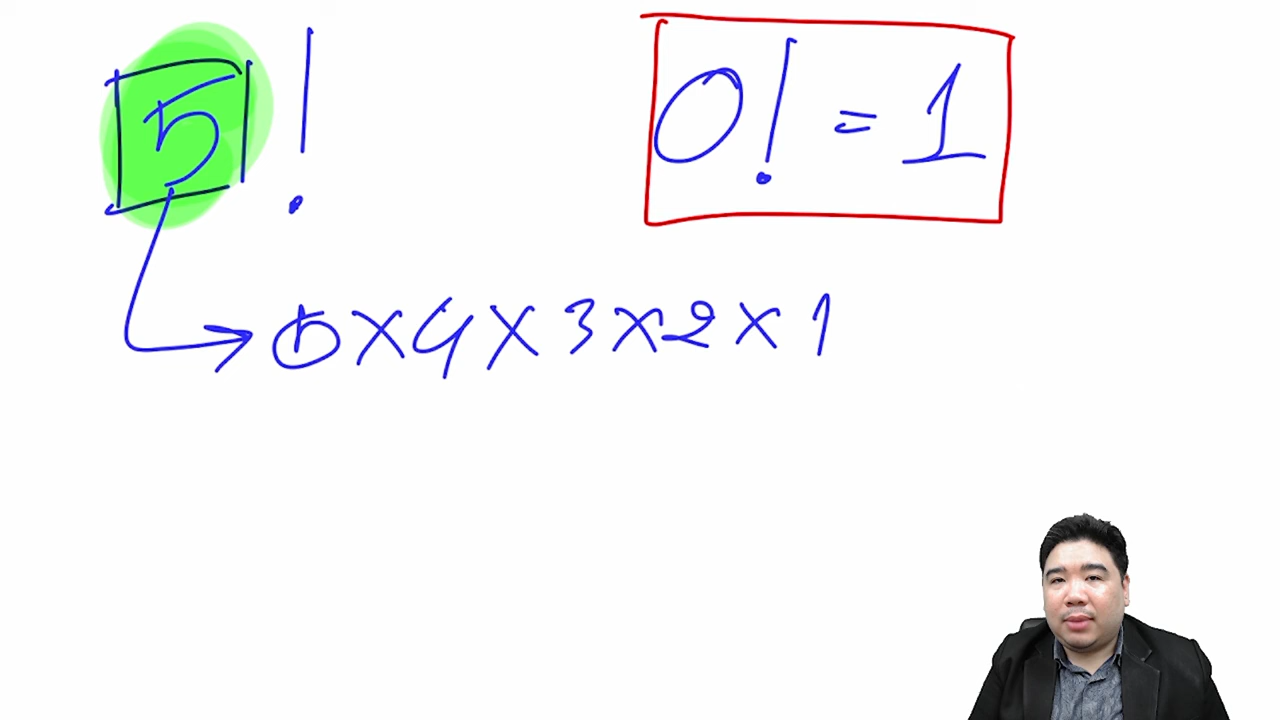 5! 0! = 1
5 × 4 × 3 × 2 × 1